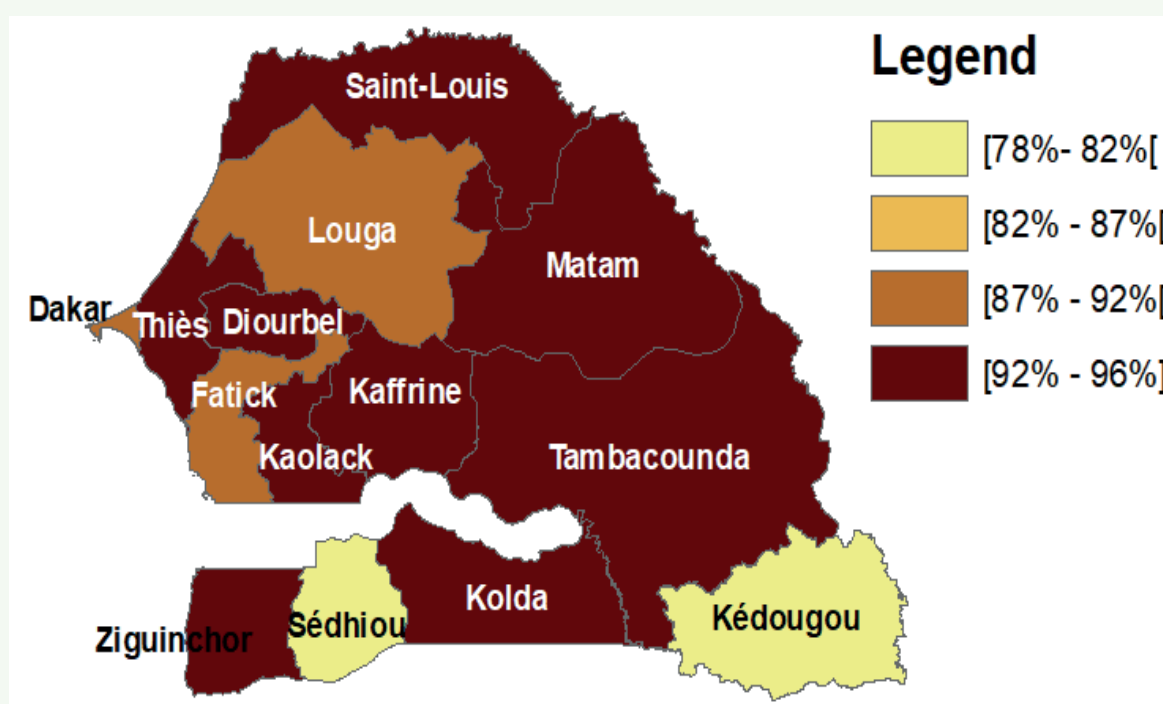 Legend
[78%- 82%[
[82% - 87%[
[87% - 92%[
[92% - 96%]
Saint-Louis
Louga
Matam
Dakar
Thiès
Diourbel
Fatick
Kaffrine
Kaolack
Tambacounda
Kolda
Sédhiou
Kédougou
Ziguinchor